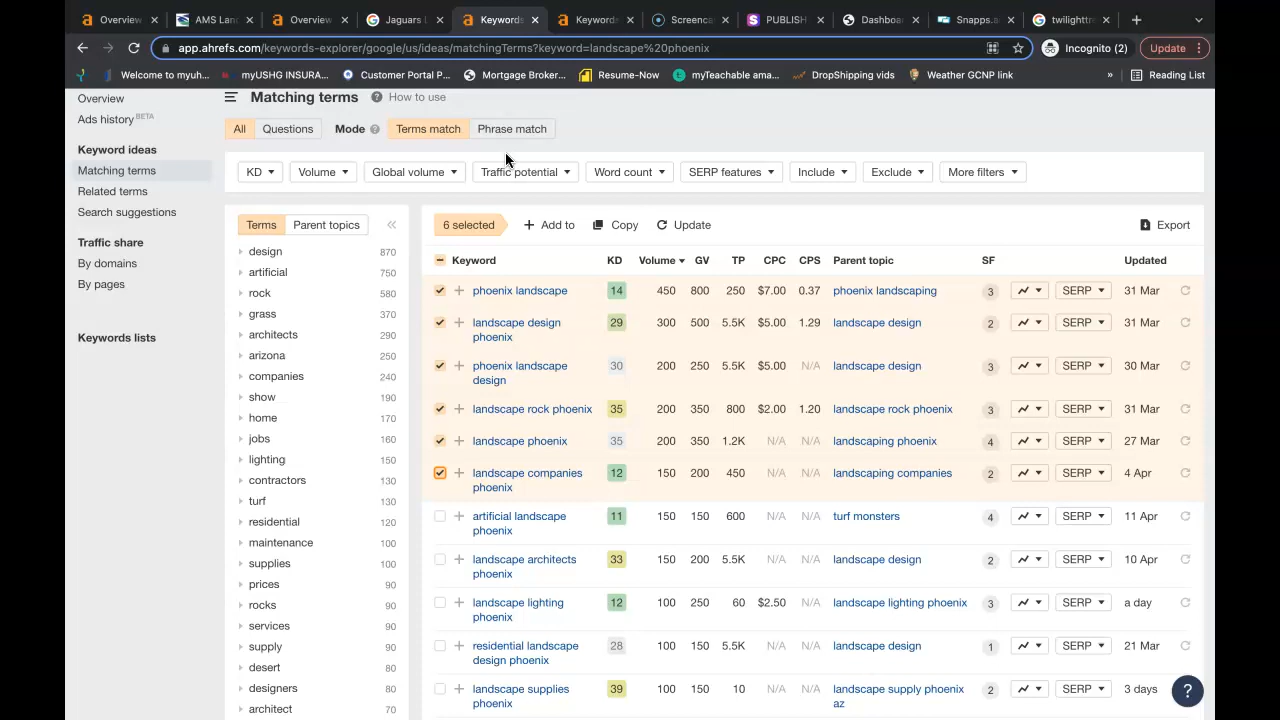 Overview
AMS Lan
Overview
Jaguars L
Keywords
Keywords
Screenca
PUBLISH
Dashboa
Snapps.a
twilighttr
app.ahrefs.com/keywords-explorer/google/us/ideas/matchingTerms?keyword=landscape%20phoenix
Incognito (2)
Update
Welcome to myuh...
myUSHG INSURA...
Customer Portal P...
Mortgage Broker...
Resume-Now
myTeachable ama...
DropShipping vids
Weather GCNP link
»
Reading List
Overview
Ads history BETA
Keyword ideas
Matching terms
Related terms
Search suggestions
Traffic share
By domains
By pages
Keywords lists
Matching terms ? How to use
All Questions Mode ? Terms match Phrase match
KD Volume Global volume Traffic potential Word count SERP features Include Exclude More filters
Terms Parent topics «
design 870
artificial 750
rock 580
grass 370
architects 290
arizona 250
companies 240
show 190
home 170
jobs 160
lighting 150
contractors 130
turf 130
residential 120
maintenance 100
supplies 100
prices 90
rocks 90
services 90
supply 90
desert 80
designers 80
architect 70
6 selected + Add to Copy Update Export
Keyword KD Volume GV TP CPC CPS Parent topic SF Updated
phoenix landscape 14 450 800 250 $7.00 0.37 phoenix landscaping 3 SERP 31 Mar
landscape design 29 300 500 5.5K $5.00 1.29 landscape design 2 SERP 31 Mar
phoenix
phoenix landscape 30 200 250 5.5K $5.00 N/A landscape design 3 SERP 30 Mar
design
landscape rock phoenix 35 200 350 800 $2.00 1.20 landscape rock phoenix 3 SERP 31 Mar
landscape phoenix 35 200 350 1.2K N/A N/A landscaping phoenix 4 SERP 27 Mar
landscape companies 12 150 200 450 N/A N/A landscaping companies 2 SERP 4 Apr
phoenix
artificial landscape 11 150 150 600 N/A N/A turf monsters 4 SERP 11 Apr
phoenix
landscape architects 33 150 200 5.5K N/A N/A landscape design 2 SERP 10 Apr
phoenix
landscape lighting 12 100 250 60 $2.50 N/A landscape lighting phoenix 3 SERP a day
phoenix
residential landscape 28 100 150 5.5K N/A N/A landscape design 1 SERP 21 Mar
design phoenix
landscape supplies 39 100 150 10 N/A N/A landscape supply phoenix 2 SERP 3 days
phoenix az
?